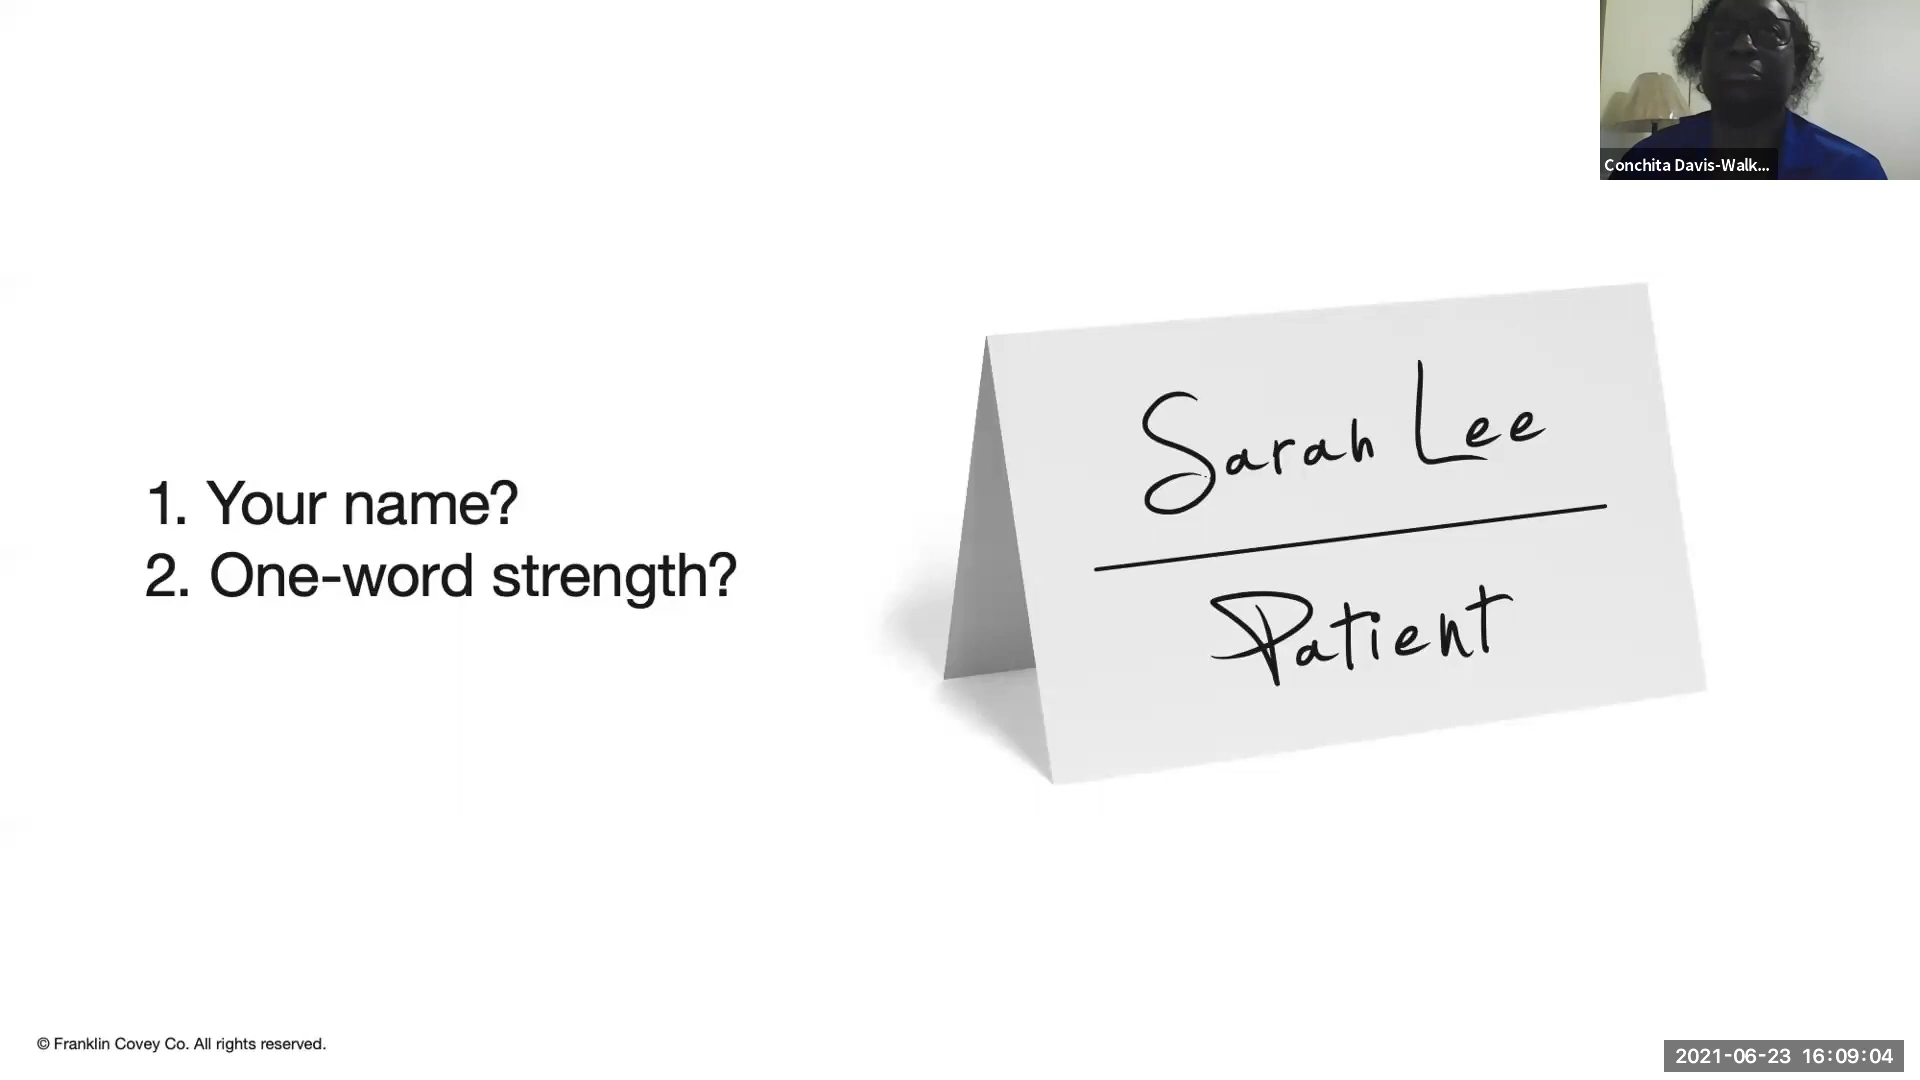 Conchita Davis-Walk...
Sarah Lee
Patient
1. Your name?
2. One-word strength?
© Franklin Covey Co. All rights reserved.
2021-06-23 16:09:04